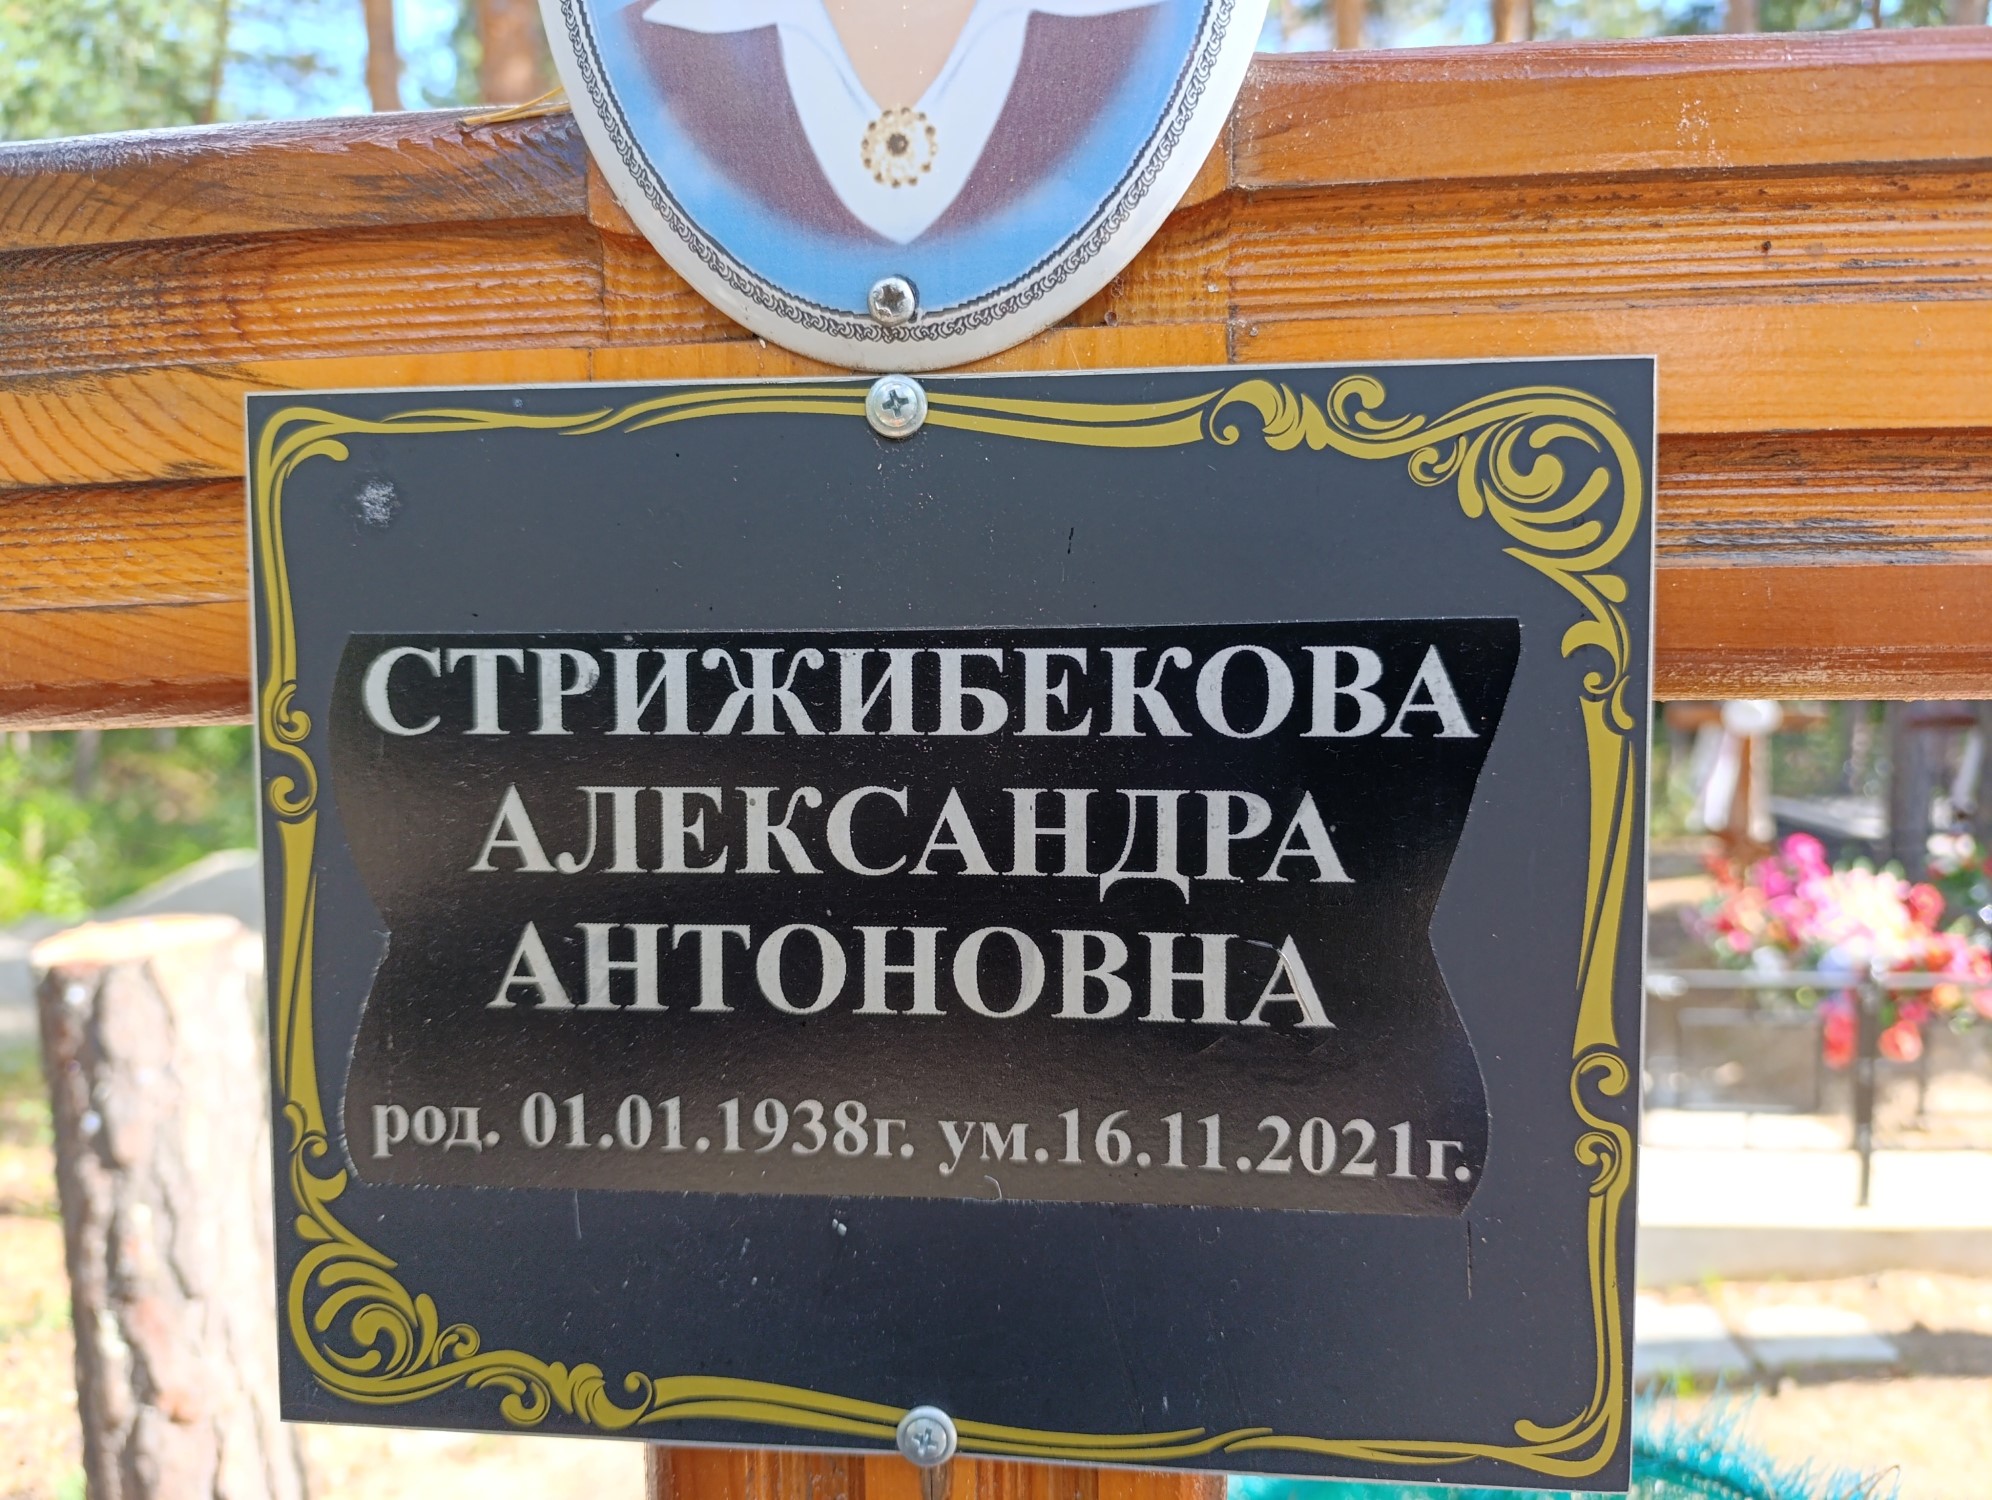 СТРИЖИБЕКОВА
АЛЕКСАНДРА
АНТОНОВНА
род. 01.01.1938г. ум.16.11.2021г.